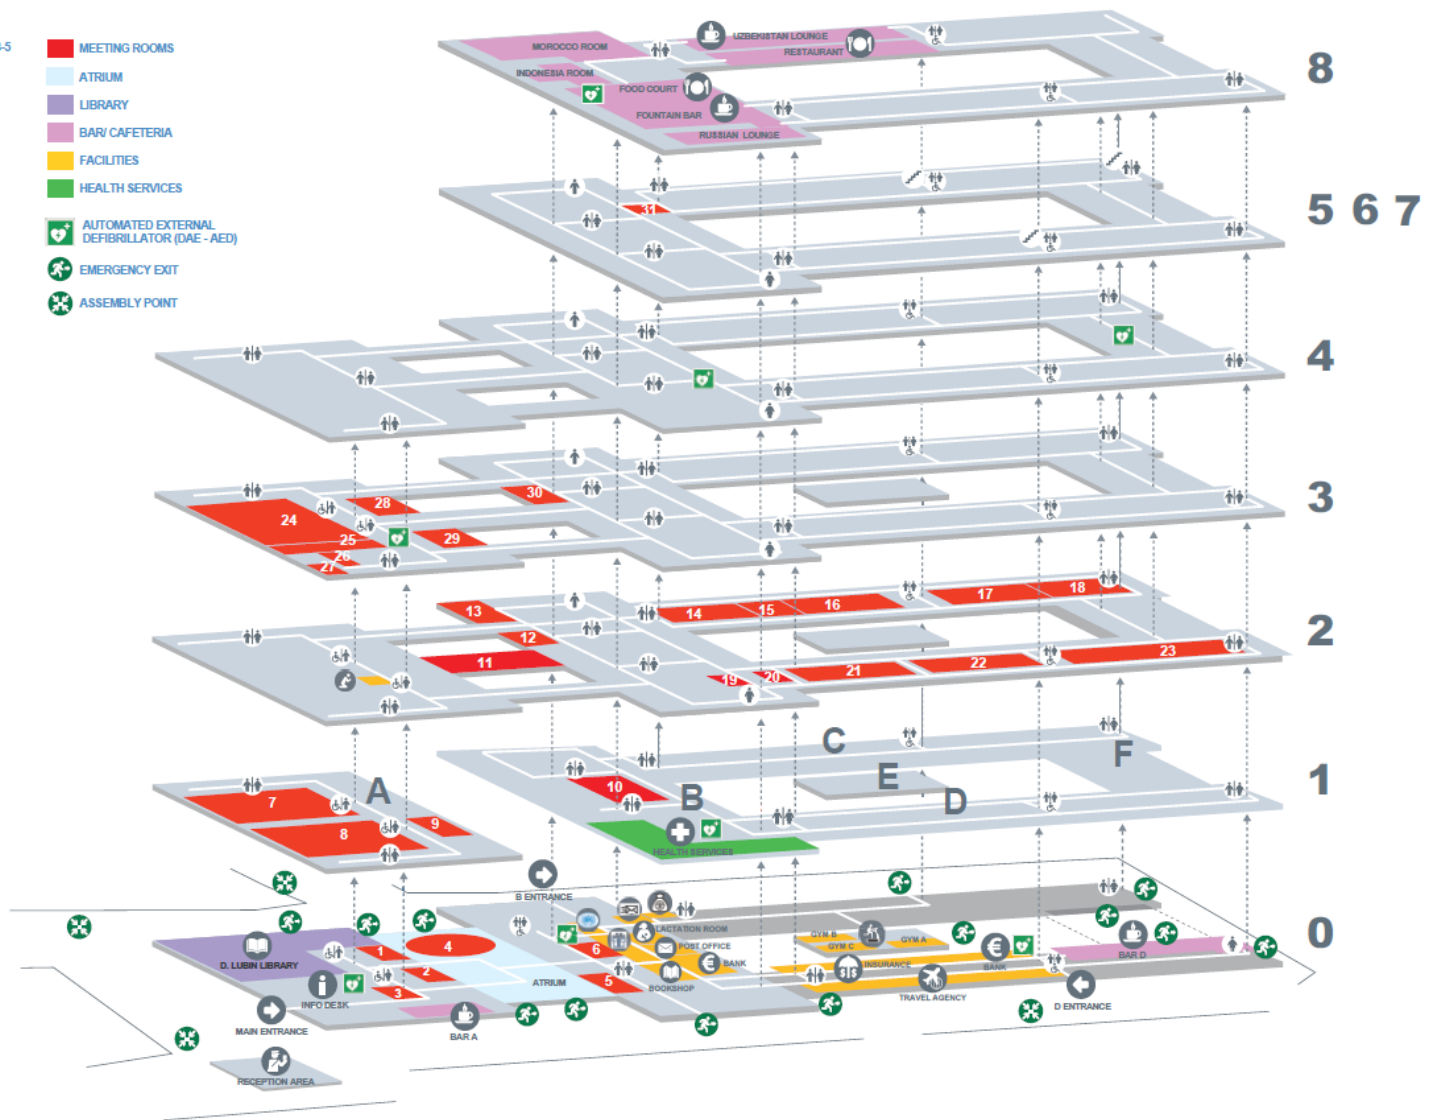 -5
MEETING ROOMS
ATRIUM
LIBRARY
BAR/ CAFETERIA
FACILITIES
HEALTH SERVICES
AUTOMATED EXTERNAL
DEFIBRILLATOR (DAE - AED)
EMERGENCY EXIT
ASSEMBLY POINT
MOROCCO ROOM
UZBEKISTAN LOUNGE
RESTAURANT
INDONESIA ROOM
FOOD COURT
FOUNTAIN BAR
RUSSIAN LOUNGE
8
31
5 6 7
4
24
25
26
27
28
29
30
3
13
12
11
14
15
16
17
18
19
20
21
22
23
2
7
8
9
A
10
B
C
E
D
F
HEALTH SERVICES
1
B ENTRANCE
D. LUBIN LIBRARY
1
2
3
4
5
6
INFO DESK
MAIN ENTRANCE
ATRIUM
BAR A
LACTATION ROOM
POST OFFICE
BANK
BOOKSHOP
GYM B
GYM C
GYM A
INSURANCE
TRAVEL AGENCY
BANK
BAR D
D ENTRANCE
0
RECEPTION AREA